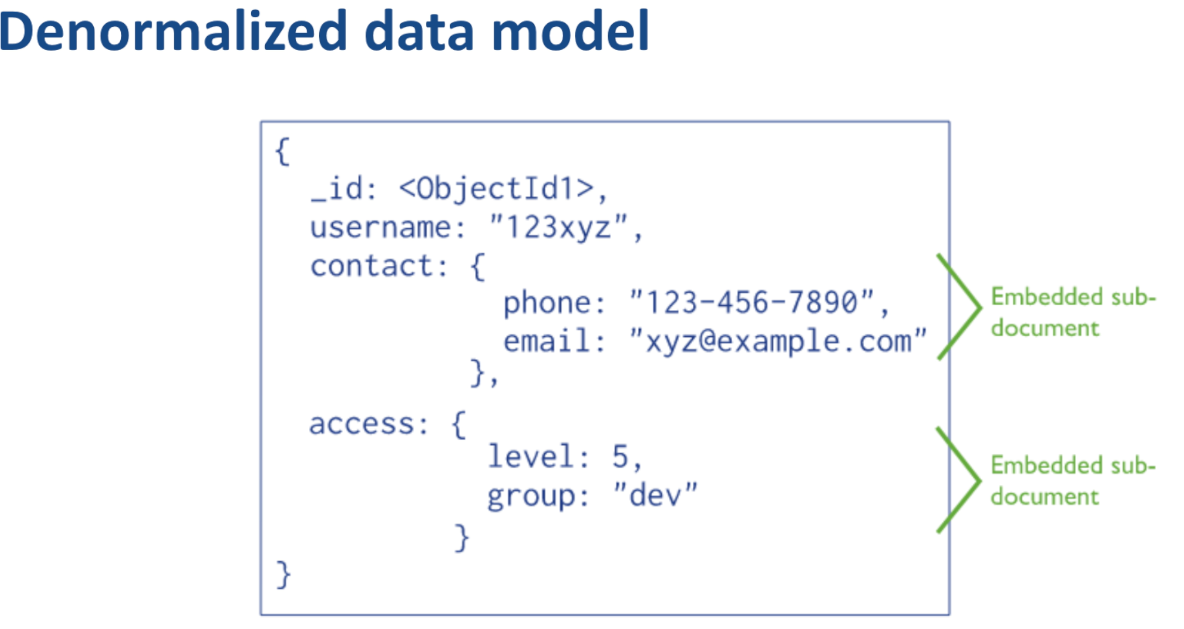 Denormalized data model
{
_id: <ObjectId1>,
username: "123xyz",
contact: {
phone: "123-456-7890",
email: "xyz@example.com"
},
access: {
level: 5,
group: "dev"
}
}
Embedded sub-
document
Embedded sub-
document